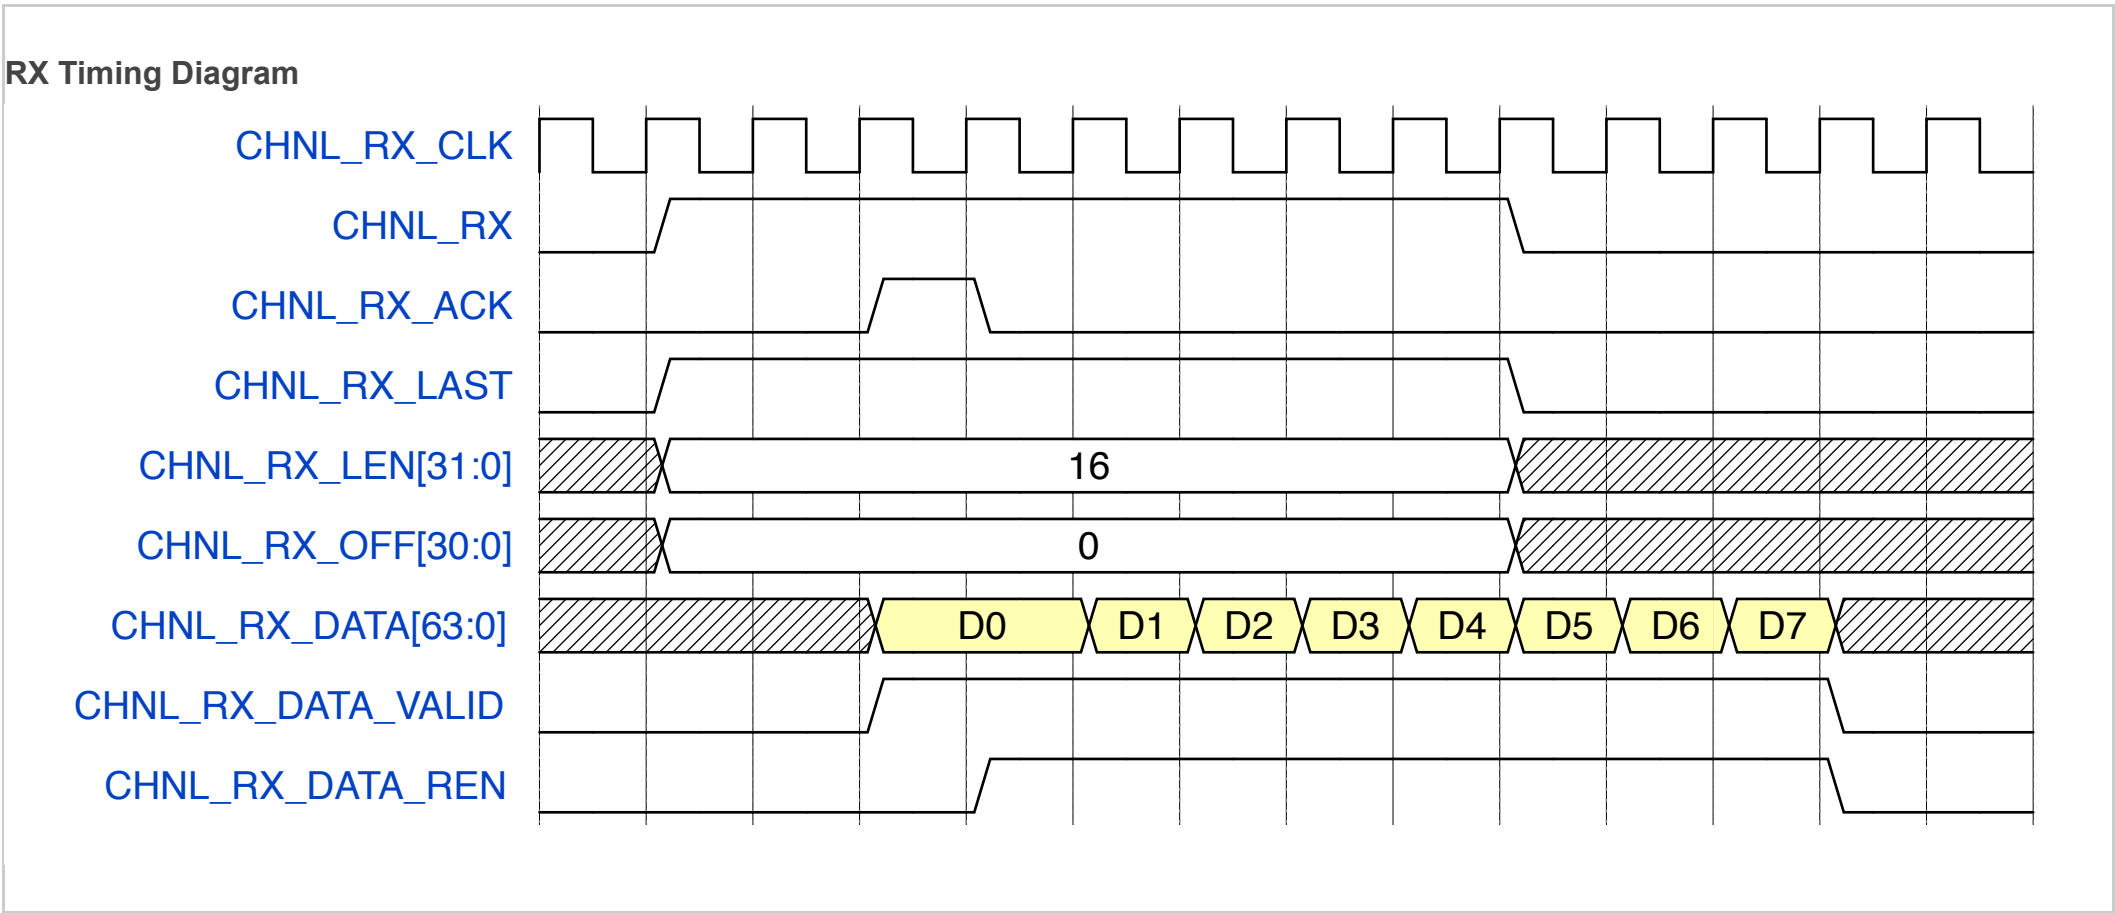 RX Timing Diagram
CHNL_RX_CLK
CHNL_RX
CHNL_RX_ACK
CHNL_RX_LAST
CHNL_RX_LEN[31:0] 16
CHNL_RX_OFF[30:0] 0
CHNL_RX_DATA[63:0] D0 D1 D2 D3 D4 D5 D6 D7
CHNL_RX_DATA_VALID
CHNL_RX_DATA_REN